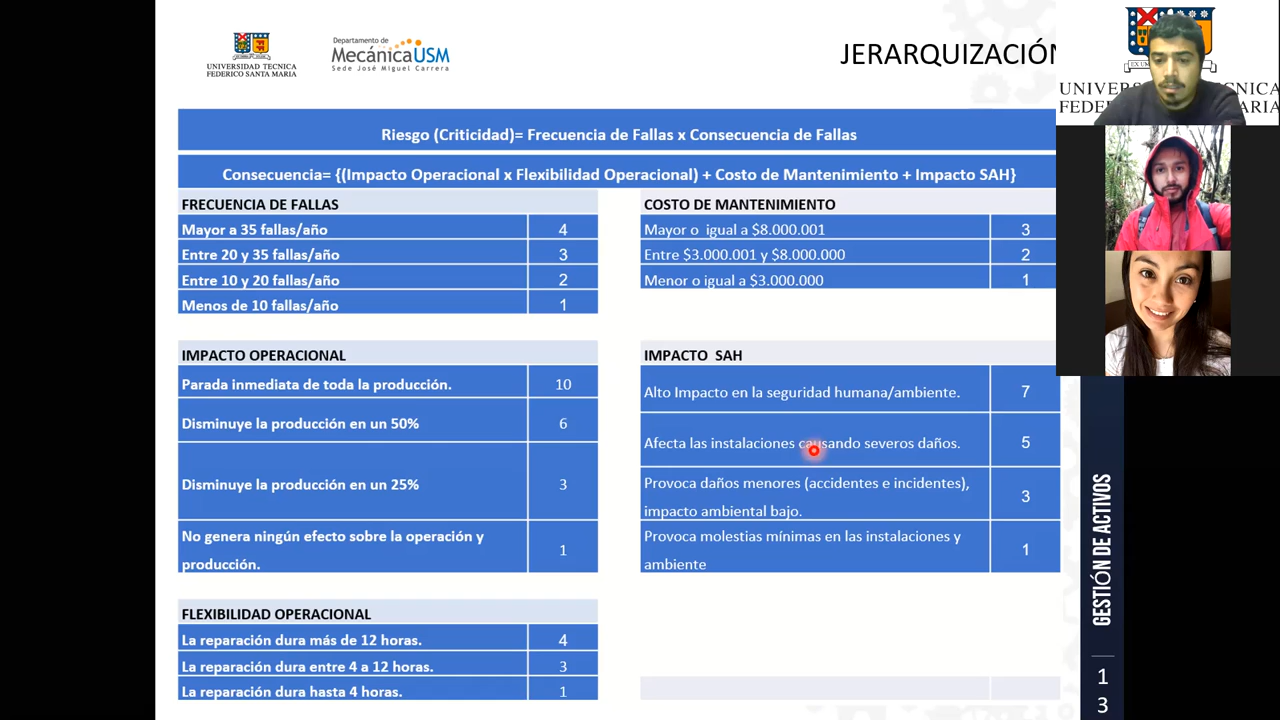 UNIVERSIDAD TECNICA
FEDERICO SANTA MARIA
Departamento de
MecánicaUSM
Sede José Miguel Carrera
JERARQUIZACIÓN
UNIVER
CNICA
FEDE
ARIA
Riesgo (Criticidad)= Frecuencia de Fallas x Consecuencia de Fallas
Consecuencia= {(Impacto Operacional x Flexibilidad Operacional) + Costo de Mantenimiento + Impacto SAH}
FRECUENCIA DE FALLAS
Mayor a 35 fallas/año 4
Entre 20 y 35 fallas/año 3
Entre 10 y 20 fallas/año 2
Menos de 10 fallas/año 1
COSTO DE MANTENIMIENTO
Mayor o igual a $8.000.001 3
Entre $3.000.001 y $8.000.000 2
Menor o igual a $3.000.000 1
IMPACTO OPERACIONAL
Parada inmediata de toda la producción. 10
Disminuye la producción en un 50% 6
Disminuye la producción en un 25% 3
No genera ningún efecto sobre la operación y
producción. 1
IMPACTO SAH
Alto Impacto en la seguridad humana/ambiente. 7
Afecta las instalaciones causando severos daños. 5
Provoca daños menores (accidentes e incidentes),
impacto ambiental bajo. 3
Provoca molestias mínimas en las instalaciones y
ambiente 1
FLEXIBILIDAD OPERACIONAL
La reparación dura más de 12 horas. 4
La reparación dura entre 4 a 12 horas. 3
La reparación dura hasta 4 horas. 1
GESTIÓN DE ACTIVOS
1
3